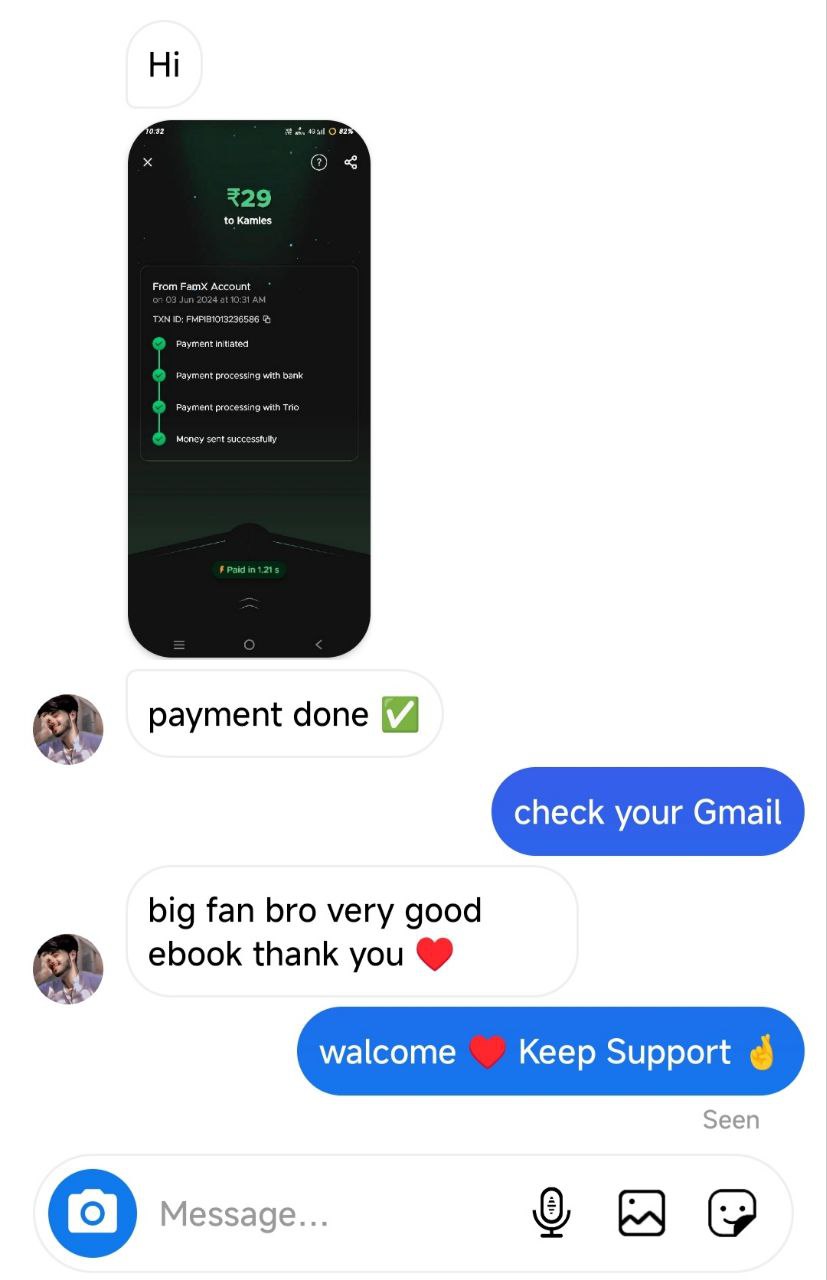 Hi
10:32
4G
82%
₹29
to Kamles
From FamX Account
on 03 Jun 2024 at 10:31 AM
TXN ID: FMPIB1013236586
Payment initiated
Payment processing with bank
Payment processing with Trio
Money sent successfully
Paid in 1.21 s
payment done ✅
check your Gmail
big fan bro very good
ebook thank you ♥️
walcome ♥️ Keep Support 🤞
Seen
Message...